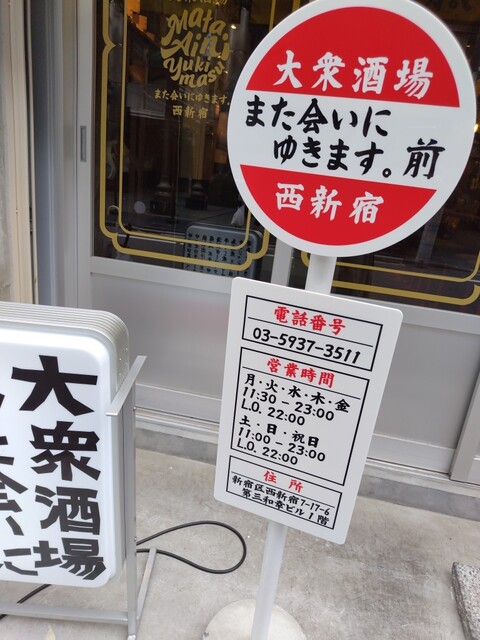 Matai
Aini
Yuki
masu.
また会いにゆきます。
西新宿
大衆酒場
また会いに
ゆきます。前
西新宿
電話番号
03-5937-3511
営業時間
月・火・水・木・金
11:30-23:00
L.O. 22:00
土・日・祝日
11:00-23:00
L.O. 22:00
住所
新宿区西新宿7-17-6
第三和幸ビル1階
大衆酒場